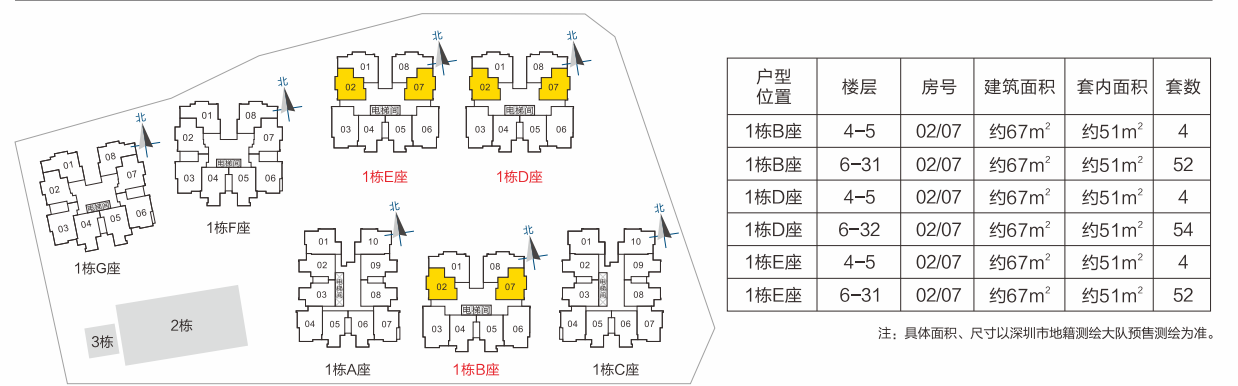 北
北
01
08
02
07
电梯间
03
04
05
06
1栋E座
01
08
02
07
电梯间
03
04
05
06
1栋D座
北
01
08
02
07
电梯间
03
04
05
06
1栋F座
北
01
08
02
07
电梯间
03
04
05
06
1栋G座
北
01
10
02
09
电梯间
03
08
04
05
06
07
1栋A座
北
01
08
02
07
电梯间
03
04
05
06
1栋B座
北
01
10
02
09
电梯间
03
08
04
05
06
07
1栋C座
2栋
3栋
户型位置 楼层 房号 建筑面积 套内面积 套数
1栋B座 4-5 02/07 约67m² 约51m² 4
1栋B座 6-31 02/07 约67m² 约51m² 52
1栋D座 4-5 02/07 约67m² 约51m² 4
1栋D座 6-32 02/07 约67m² 约51m² 54
1栋E座 4-5 02/07 约67m² 约51m² 4
1栋E座 6-31 02/07 约67m² 约51m² 52
注：具体面积、尺寸以深圳市地籍测绘大队预售测绘为准。